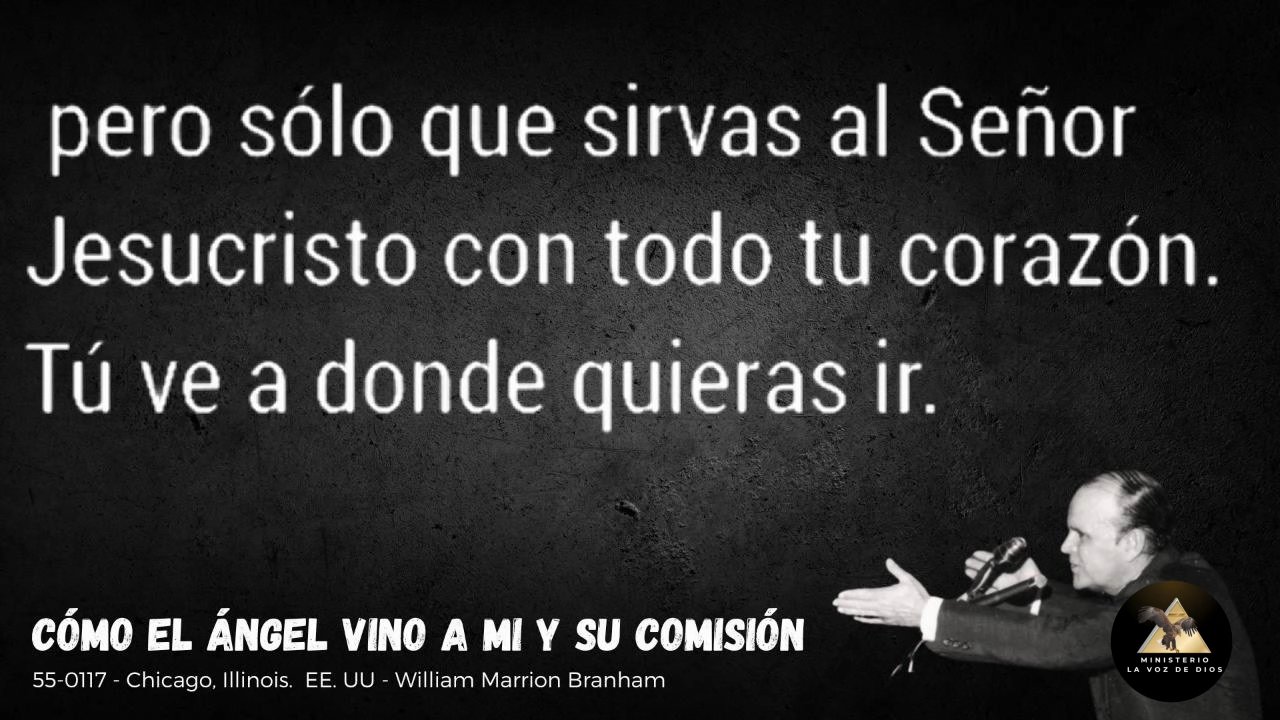 pero sólo que sirvas al Señor
Jesucristo con todo tu corazón.
Tú ve a donde quieras ir.
CÓMO EL ÁNGEL VINO A MI Y SU COMISIÓN
55-0117 - Chicago, Illinois. EE. UU - William Marrion Branham
MINISTERIO
LA VOZ DE DIOS